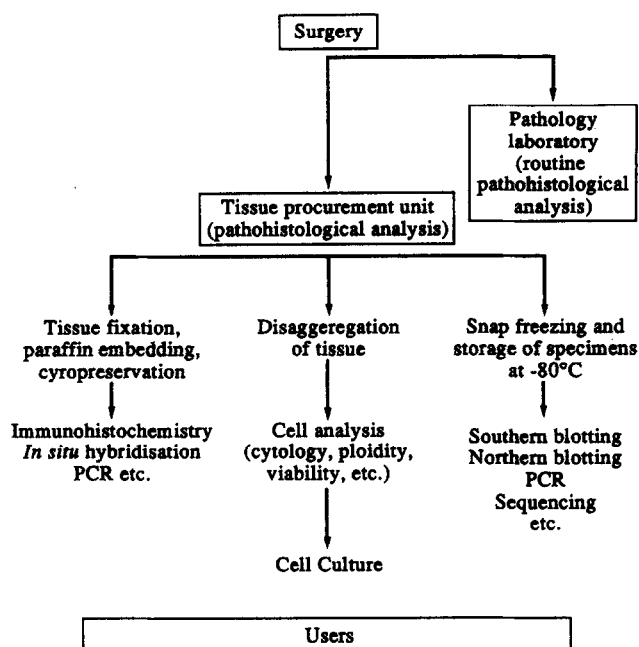 Surgery
Pathology
laboratory
(routine
pathohistological
analysis)
Tissue procurement unit
(pathohistological analysis)
Tissue fixation,
paraffin embedding,
cyropreservation
Immunohistochemistry
In situ hybridisation
PCR etc.
Disaggeregation
of tissue
Cell analysis
(cytology, ploidity,
viability, etc.)
Cell Culture
Snap freezing and
storage of specimens
at -80°C
Southern blotting
Northern blotting
PCR
Sequencing
etc.
Users